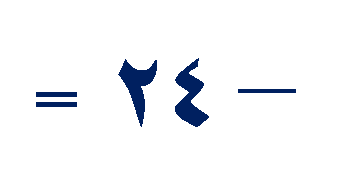 — ٢٤ =